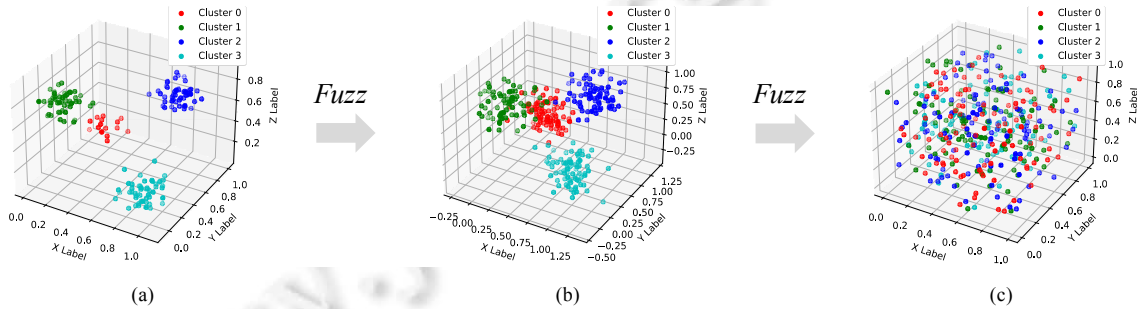 Cluster 0
Cluster 1
Cluster 2
Cluster 3
0.8
0.6
0.4
0.2
Z Label
0.0
0.2
0.4
0.6
0.8
1.0
X Label
0.0
0.2
0.4
0.6
0.8
1.0
Y Label
(a)
Fuzz
Cluster 0
Cluster 1
Cluster 2
Cluster 3
1.00
0.75
0.50
0.25
0.00
−0.25
Z Label
−0.25
0.00
0.25
0.50
0.75
1.00
1.25
X Label
−0.50
−0.25
0.00
0.25
0.50
0.75
1.00
1.25
Y Label
(b)
Fuzz
Cluster 0
Cluster 1
Cluster 2
Cluster 3
1.0
0.8
0.6
0.4
0.2
0.0
Z Label
0.0
0.2
0.4
0.6
0.8
1.0
X Label
0.0
0.2
0.4
0.6
0.8
1.0
Y Label
(c)